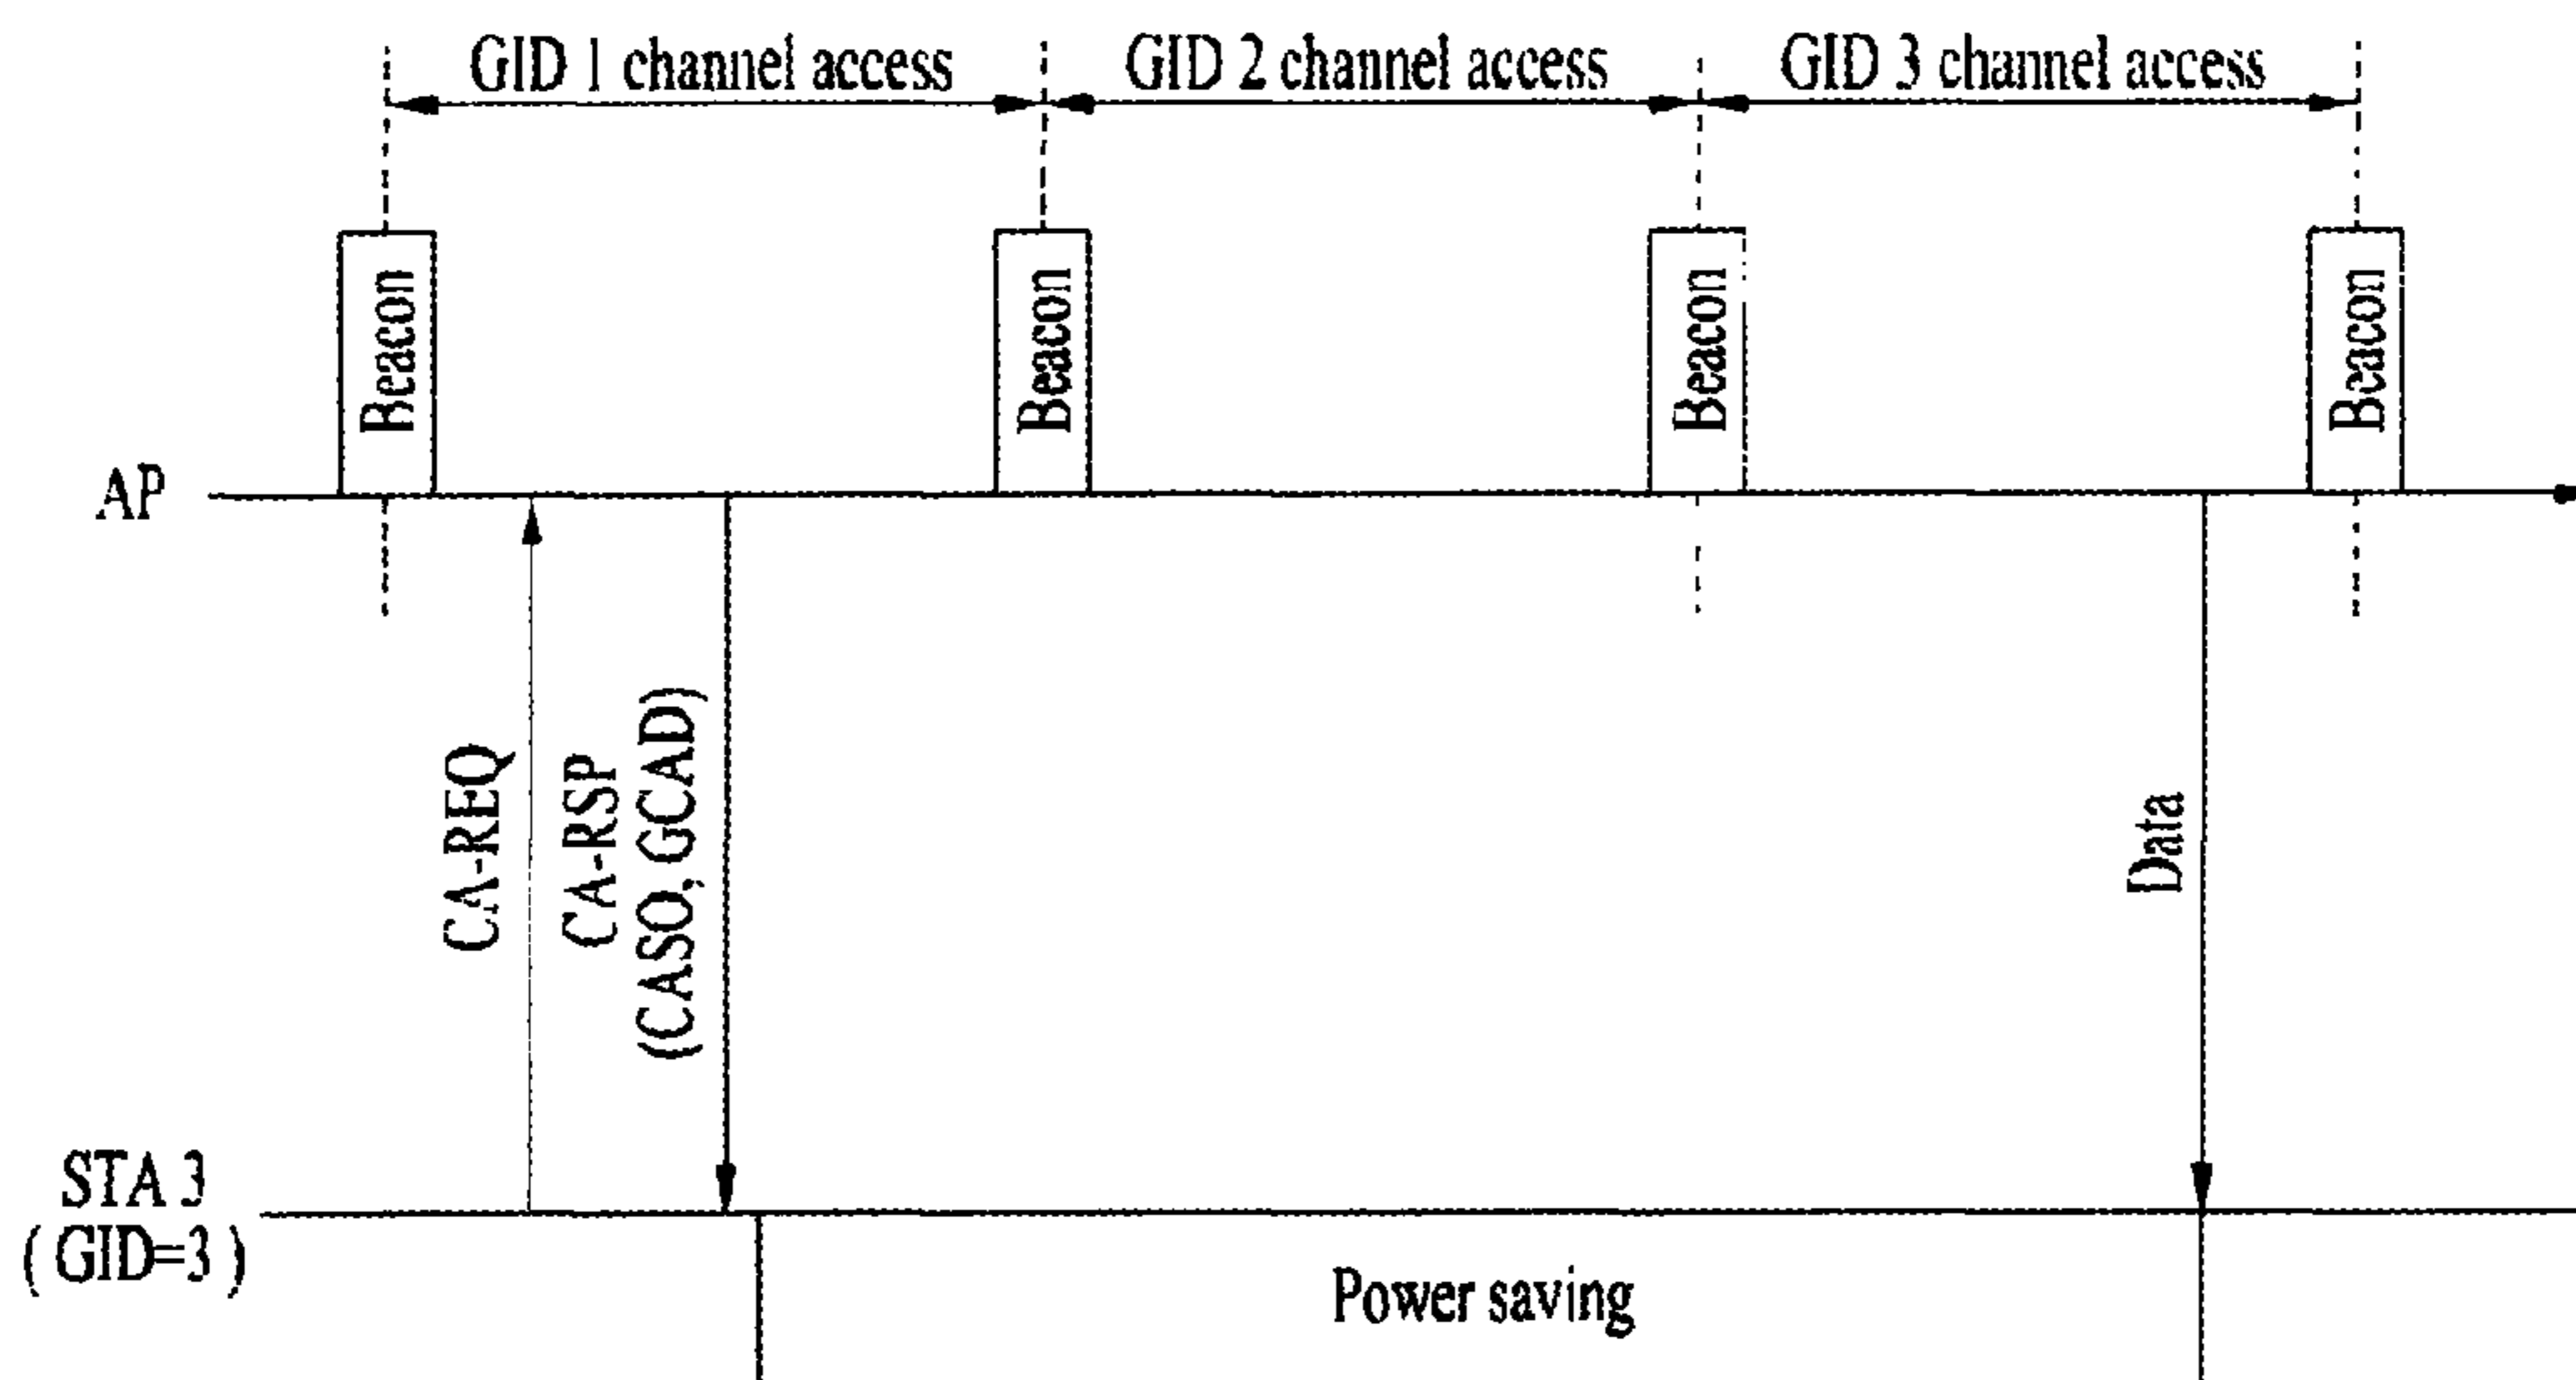 GID 1 channel access
GID 2 channel access
GID 3 channel access
Beacon
Beacon
Beacon
Beacon
AP
CA-REQ
CA-RSP
(CASO, GCAD)
Data
STA 3
( GID=3 )
Power saving